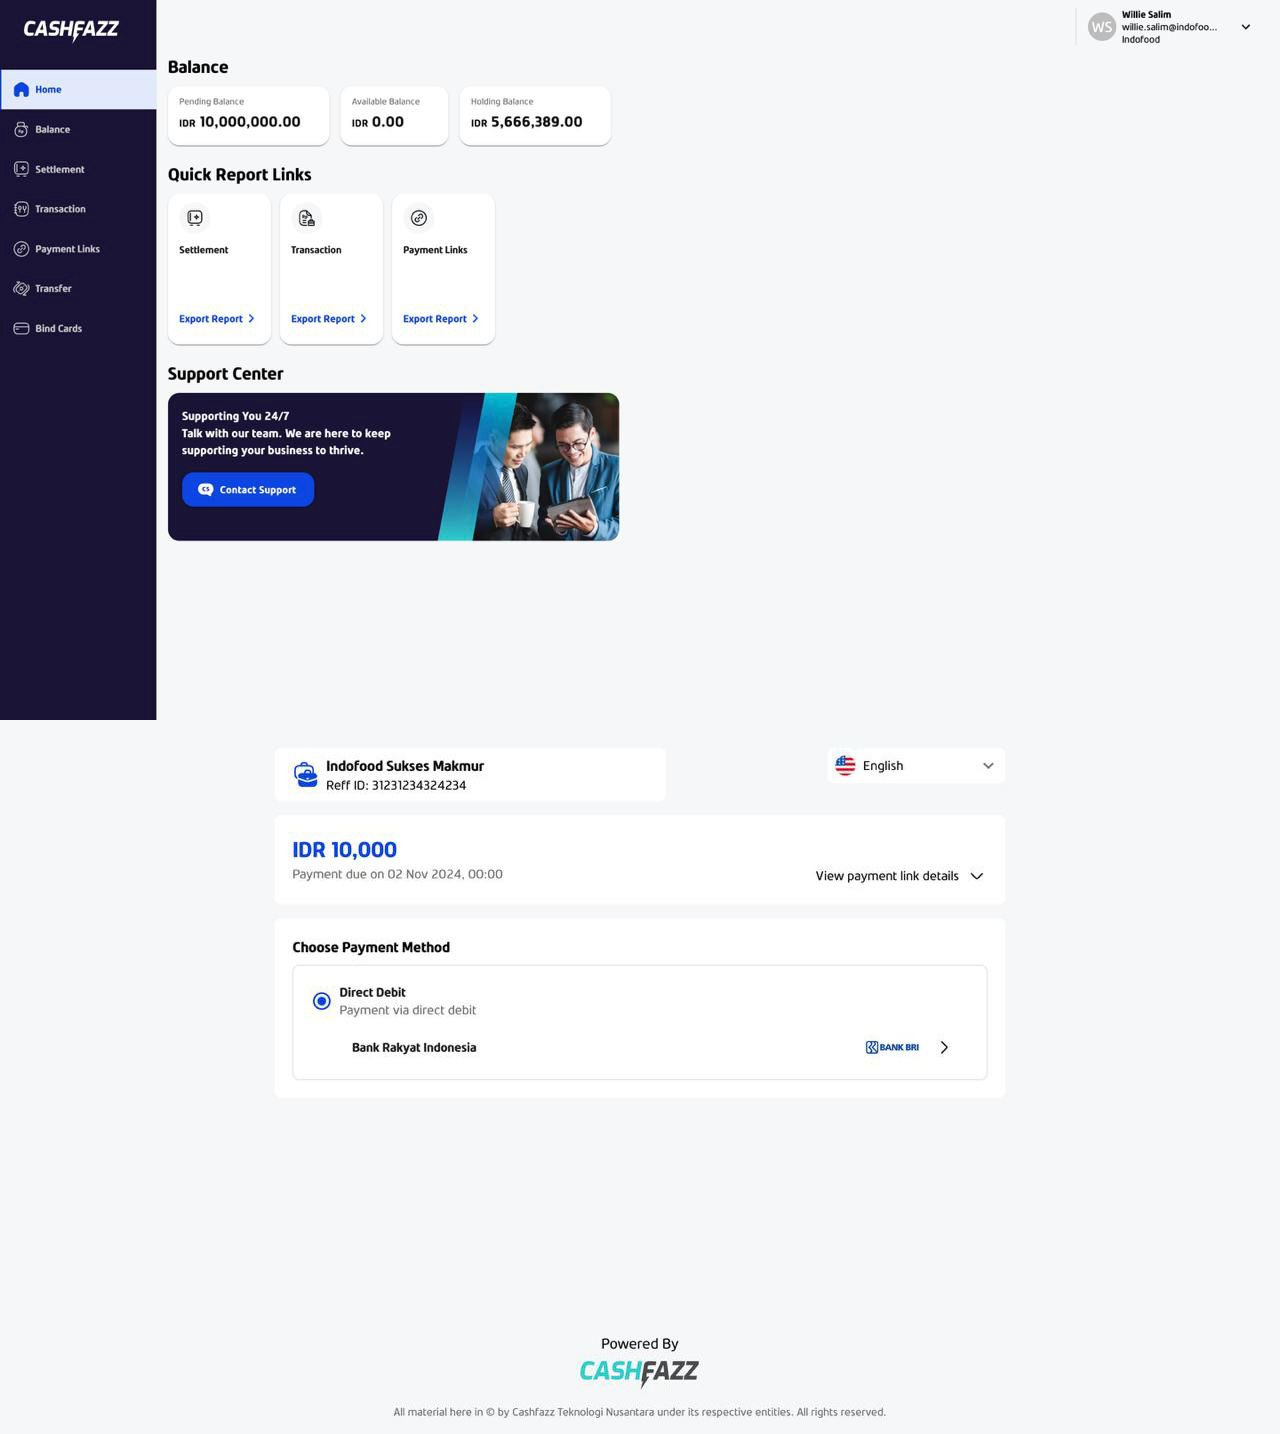 CASHFAZZ
Home
Balance
Settlement
Transaction
Payment Links
Transfer
Bind Cards
WS
Willie Salim
willie.salim@indofoo...
Indofood
Balance
Pending Balance
IDR 10,000,000.00
Available Balance
IDR 0.00
Holding Balance
IDR 5,666,389.00
Quick Report Links
Settlement
Export Report
Transaction
Export Report
Payment Links
Export Report
Support Center
Supporting You 24/7
Talk with our team. We are here to keep
supporting your business to thrive.
Contact Support
Indofood Sukses Makmur
Reff ID: 31231234324234
English
IDR 10,000
Payment due on 02 Nov 2024, 00:00
View payment link details
Choose Payment Method
Direct Debit
Payment via direct debit
Bank Rakyat Indonesia
BANK BRI
Powered By
CASHFAZZ
All material here in © by Cashfazz Teknologi Nusantara under its respective entities. All rights reserved.